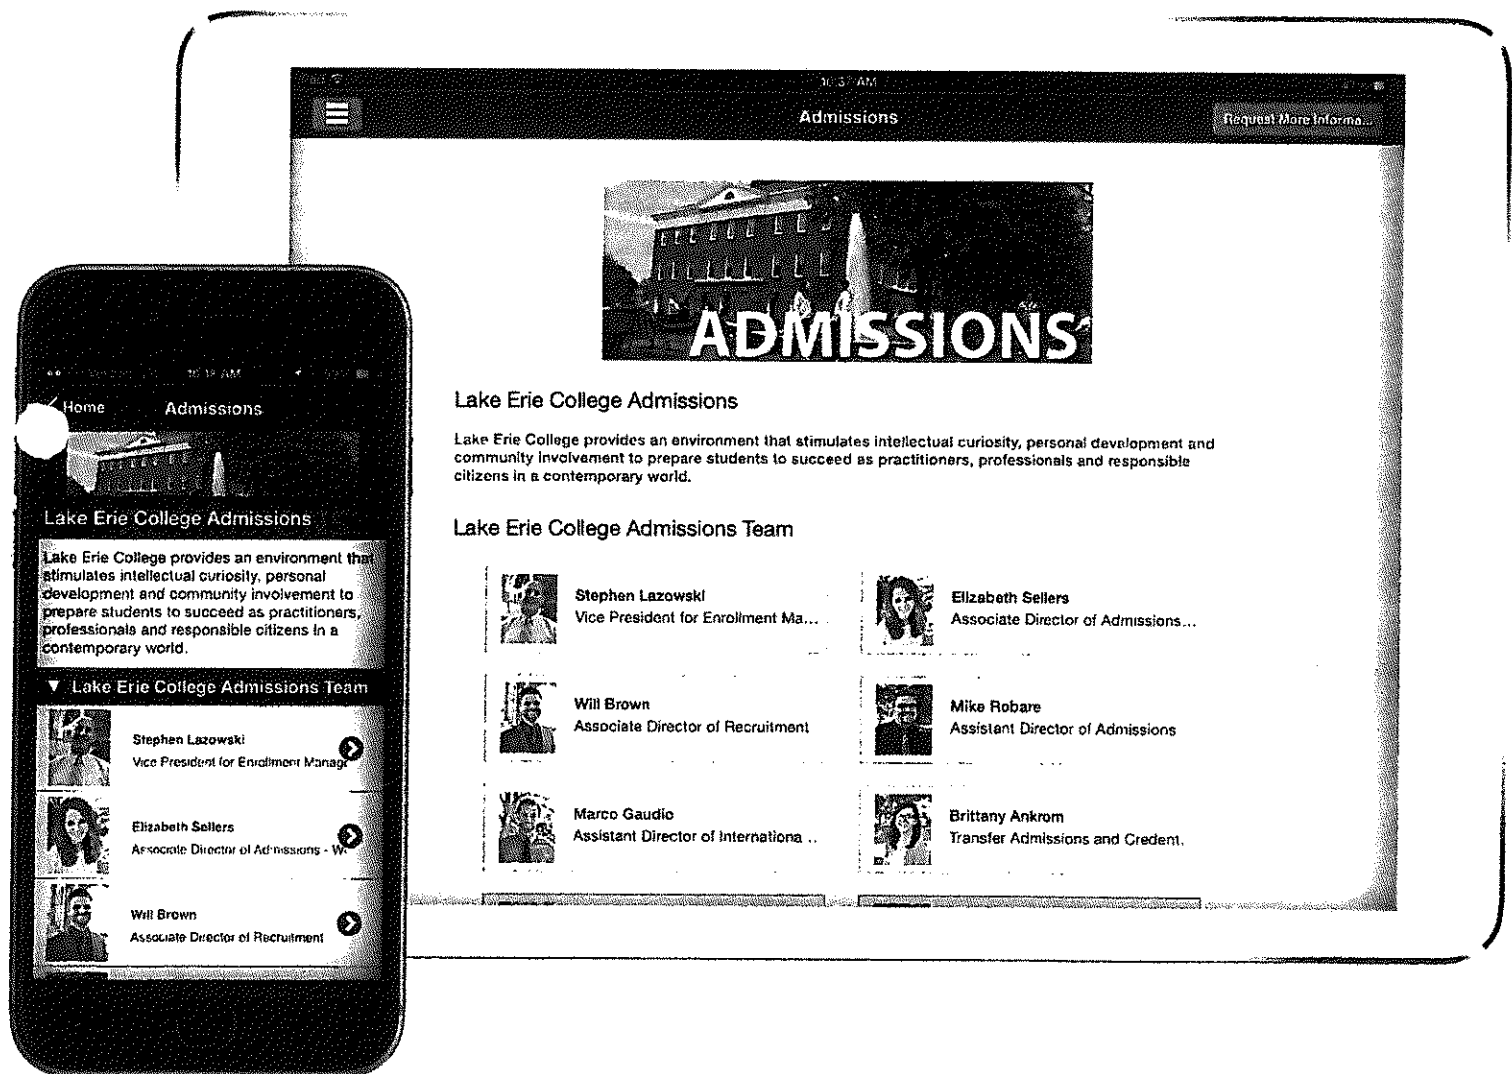 10:37 AM
Admissions
Request More Informa...
ADMISSIONS
Lake Erie College Admissions
Lake Erie College provides an environment that stimulates intellectual curiosity, personal development and
community involvement to prepare students to succeed as practitioners, professionals and responsible
citizens in a contemporary world.
Lake Erie College Admissions Team
Stephen Lazowski
Vice President for Enrollment Ma...
Elizabeth Sellers
Associate Director of Admissions...
Will Brown
Associate Director of Recruitment
Mike Robare
Assistant Director of Admissions
Marco Gaudio
Assistant Director of Internationa ..
Brittany Ankrom
Transfer Admissions and Credent.
AM
Home
Admissions
Lake Erie College Admissions
Lake Erie College provides an environment that
stimulates intellectual curiosity, personal
development and community involvement to
prepare students to succeed as practitioners,
professionals and responsible citizens in a
contemporary world.
▼ Lake Erie College Admissions Team
Stephen Lazowski
Vice President for Enrollment Manag
Elizabeth Sellers
Associate Director of Admissions - W
Will Brown
Associate Director of Recruitment